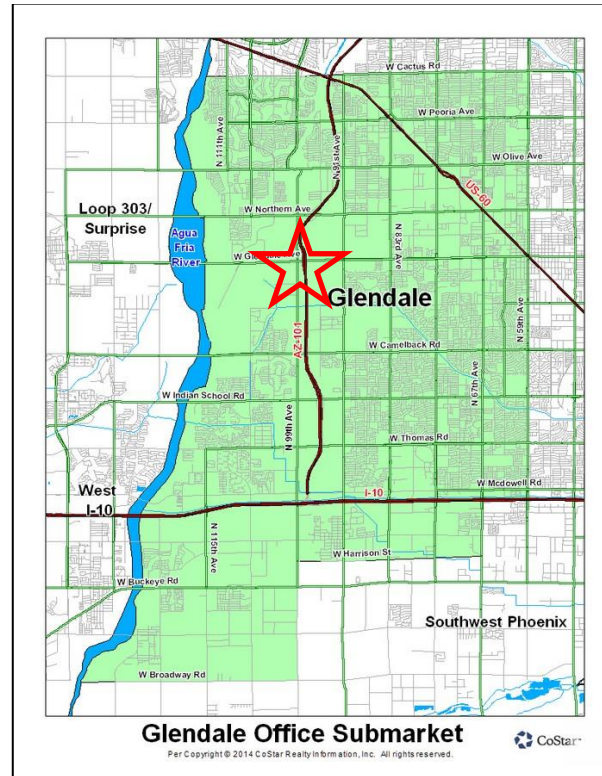 W Cactus Rd
W Peoria Ave
N 111th Ave
N 91st Ave
W Olive Ave
US-60
Loop 303/
Surprise
W Northern Ave
Agua
Fria
River
N 83rd Ave
Glendale
N 59th Ave
AZ-101
W Camelback Rd
N 67th Ave
W Indian School Rd
N 99th Ave
W Thomas Rd
West
I-10
I-10
W Mcdowell Rd
N 115th Ave
W Harrison St
W Buckeye Rd
Southwest Phoenix
W Broadway Rd
Glendale Office Submarket
CoStar
Per Copyright © 2014 CoStar Realty Information, Inc. All rights reserved.